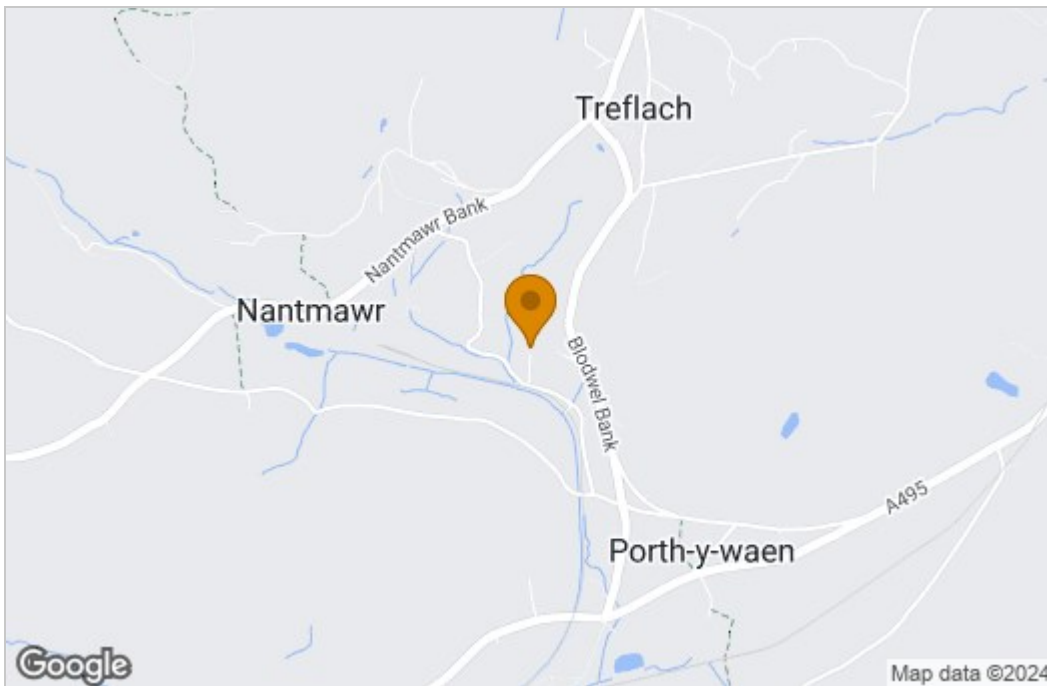 Treflach
Nantmawr Bank
Nantmawr
Blodwel Bank
A495
Porth-y-waen
Google
Map data ©2024